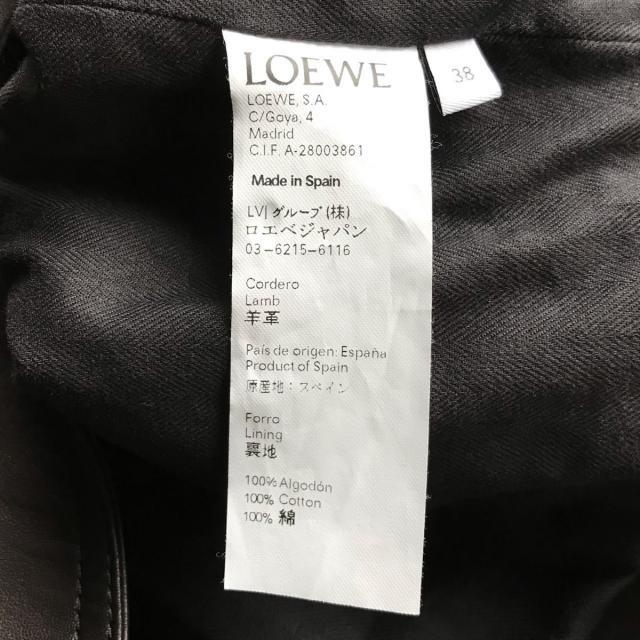 LOEWE
38
LOEWE, S.A.
C/Goya, 4
Madrid
C.I.F. A-28003861
Made in Spain
LVJ グループ (株)
ロエベジャパン
03-6215-6116
Cordero
Lamb
羊革
País de origen: España
Product of Spain
原産地: スペイン
Forro
Lining
裏地
100% Algodón
100% Cotton
100% 綿